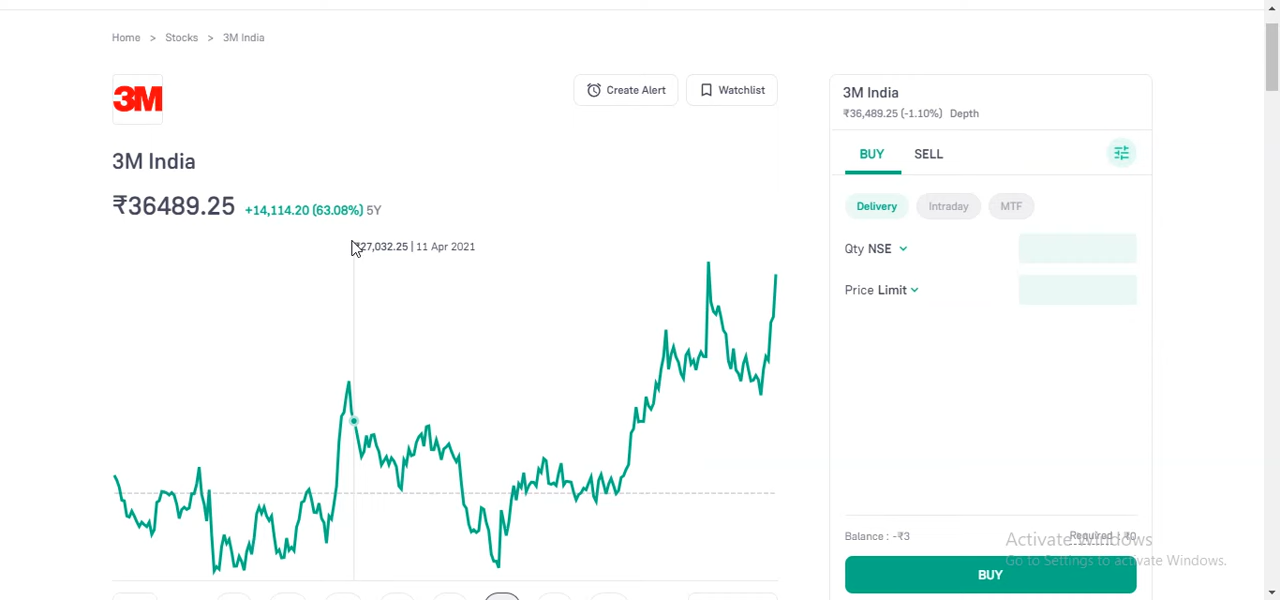 Home > Stocks > 3M India
3M
Create Alert
Watchlist
3M India
₹36489.25 +14,114.20 (63.08%) 5Y
27,032.25 | 11 Apr 2021
3M India
₹36,489.25 (-1.10%) Depth
BUY SELL
Delivery Intraday MTF
Qty NSE
Price Limit
Balance : -₹3
Required : ₹0
BUY
Activate Windows
Go to Settings to activate Windows.